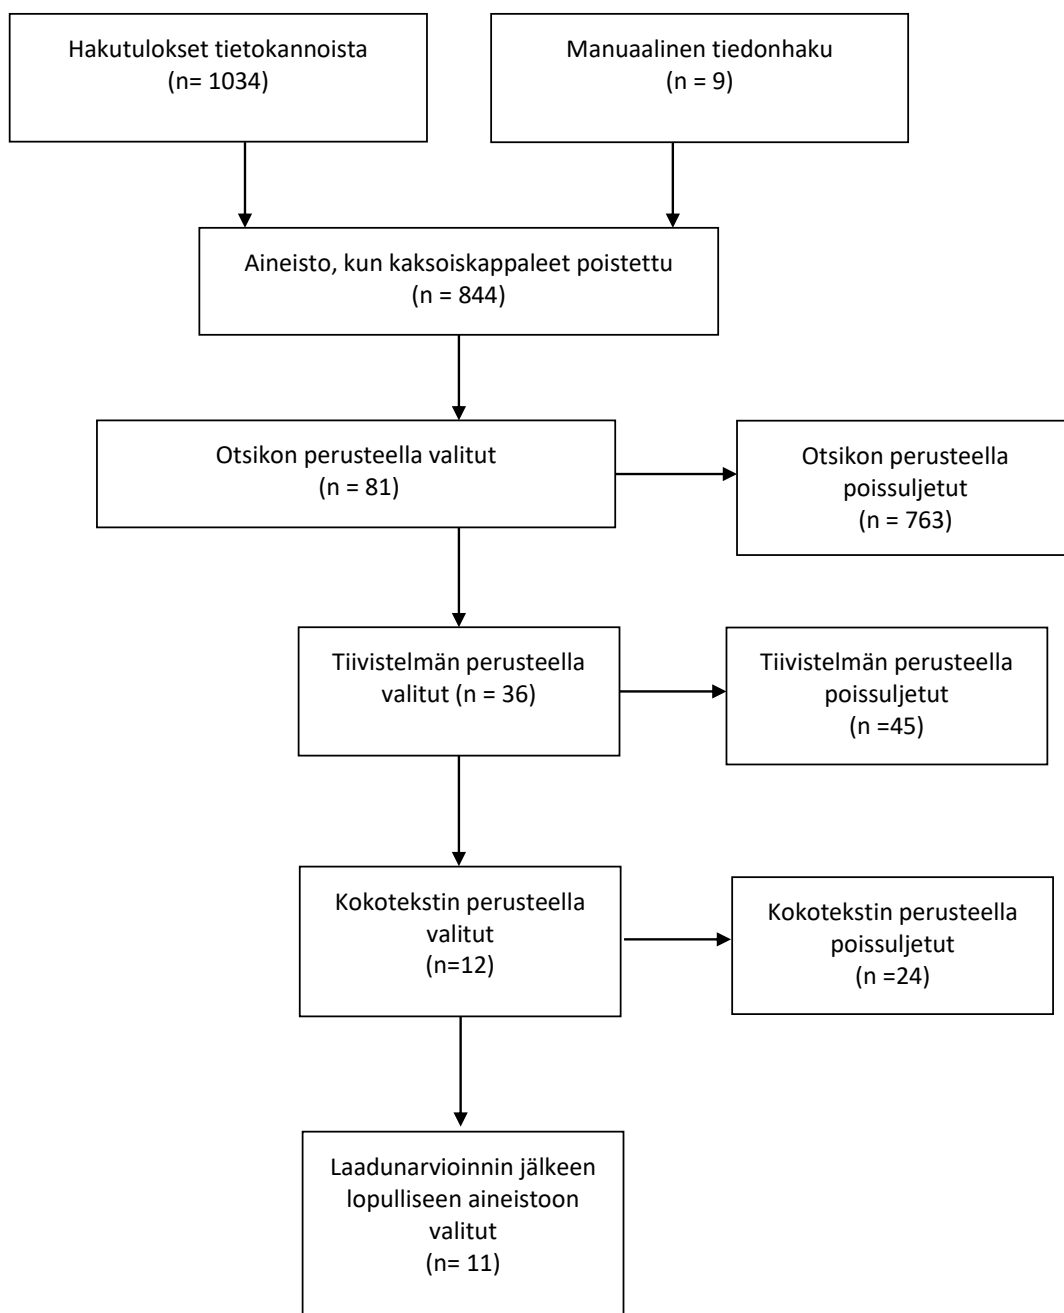 Hakutulokset tietokannoista
(n= 1034)
Manuaalinen tiedonhaku
(n = 9)
Aineisto, kun kaksoiskappaleet poistettu
(n = 844)
Otsikon perusteella valitut
(n = 81)
Otsikon perusteella
poissuljetut
(n = 763)
Tiivistelmän perusteella
valitut (n = 36)
Tiivistelmän perusteella
poissuljetut
(n =45)
Kokotekstin perusteella
valitut
(n=12)
Kokotekstin perusteella
poissuljetut
(n =24)
Laadunarvioinnin jälkeen
lopulliseen aineistoon
valitut
(n= 11)